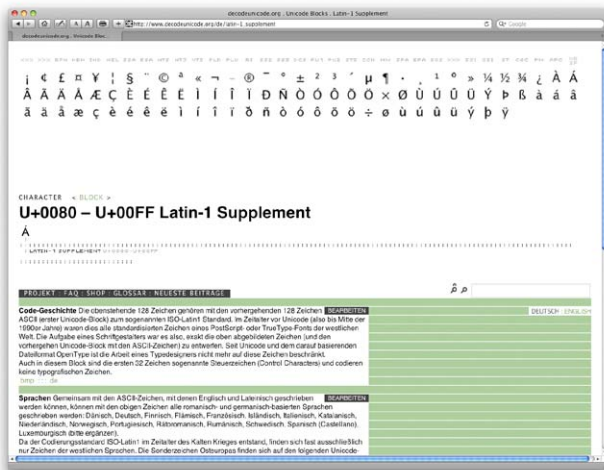 decodeunicode.org . Unicode Blocks . Latin-1 Supplement
http://www.decodeunicode.org/de/latin-1_supplement
Google
decodeunicode.org . Unicode Bloc...
¡ ¢ £ ¤ ¥ ¦ § ¨ © ª « ¬ - ® ¯ ° ± ² ³ ´ µ ¶ · ¸ ¹ º » ¼ ½ ¾ ¿ À Á
Â Ã Ä Å Æ Ç È É Ê Ë Ì Í Î Ï Ð Ñ Ò Ó Ô Õ Ö × Ø Ù Ú Û Ü Ý Þ ß à á â
ã ä å æ ç è é ê ë ì í î ï ð ñ ò ó ô õ ö ÷ ø ù ú û ü ý þ ÿ
CHARACTER < BLOCK >
U+0080 – U+00FF Latin-1 Supplement
LATIN-1 SUPPLEMENT U+0080-U+00FF
PROJEKT : FAQ : SHOP : GLOSSAR : NEUESTE BEITRÄGE
DEUTSCH : ENGLISH
Code-Geschichte Die obenstehende 128 Zeichen gehören mit den vorhergehenden 128 Zeichen BEARBEITEN
ASCII (erster Unicode-Block) zum sogenannten ISO-Latin1 Standard. Im Zeitalter vor Unicode (also bis Mitte der
1990er Jahre) waren dies alle standardisierten Zeichen eines PostScript- oder TrueType-Fonts der westlichen
Welt. Die Aufgabe eines Schriftgestalters war es also, exakt die oben abgebildeten Zeichen (und den
vorhergehen Unicode-Block mit den ASCII-Zeichen) zu entwerfen. Seit Unicode und dem darauf basierenden
Dateiformat OpenType ist die Arbeit eines Typedesigners nicht mehr auf diese Zeichen beschränkt.
Auch in diesem Block sind die ersten 32 Zeichen sogenannte Steuerzeichen (Control Characters) und codieren
keine typografischen Zeichen.
Sprachen Gemeinsam mit den ASCII-Zeichen, mit denen Englisch und Lateinisch geschrieben BEARBEITEN
werden können, können mit den obigen Zeichen alle romanisch- und germanisch-basierten Sprachen
geschrieben werden: Dänisch, Deutsch, Finnisch, Flämisch, Französisch, Isländisch, Italienisch, Katalanisch,
Niederländisch, Norwegisch, Portugiesisch, Rätoromanisch, Rumänisch, Schwedisch, Spanisch (Castellano),
Luxemburgisch (bitte ergänzen).
Da der Codierungsstandard ISO-Latin1 im Zeitalter des Kalten Krieges entstand, finden sich fast ausschließlich
nur Zeichen der westlichen Sprachen. Die Sonderzeichen Osteuropas finden sich auf den folgenden Unicode